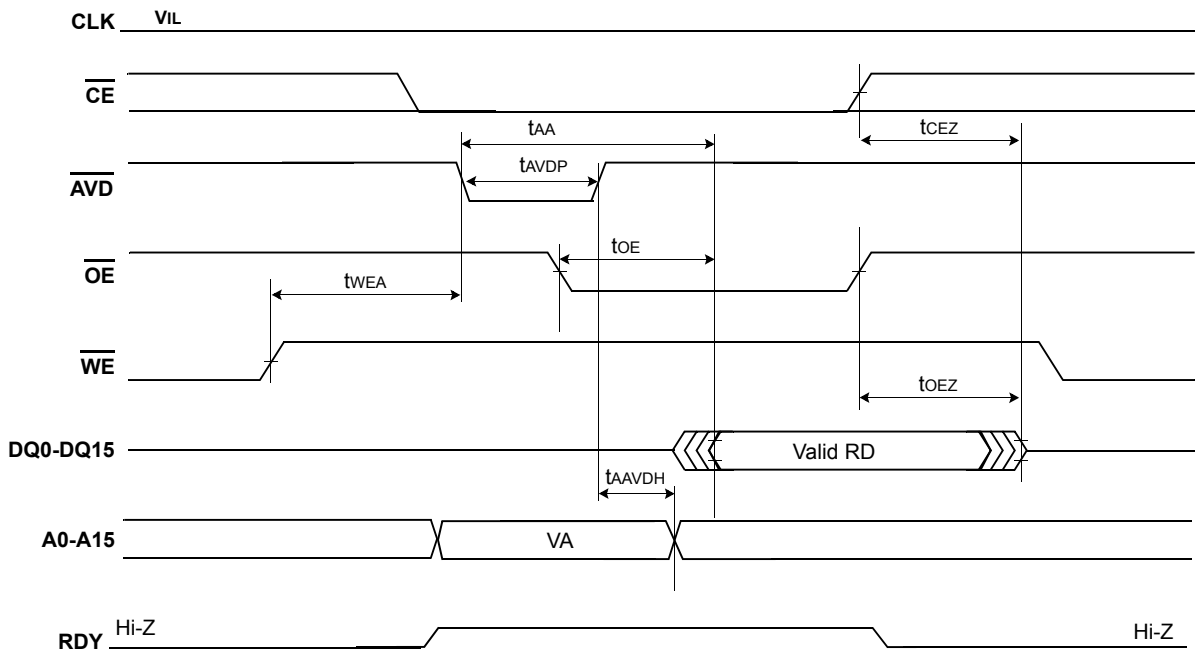 CLK VIL
CE
tAA
tCEZ
AVD
tAVDP
OE
tOE
tWEA
WE
tOEZ
DQ0-DQ15
Valid RD
tAAVDH
A0-A15
VA
RDY
Hi-Z
Hi-Z